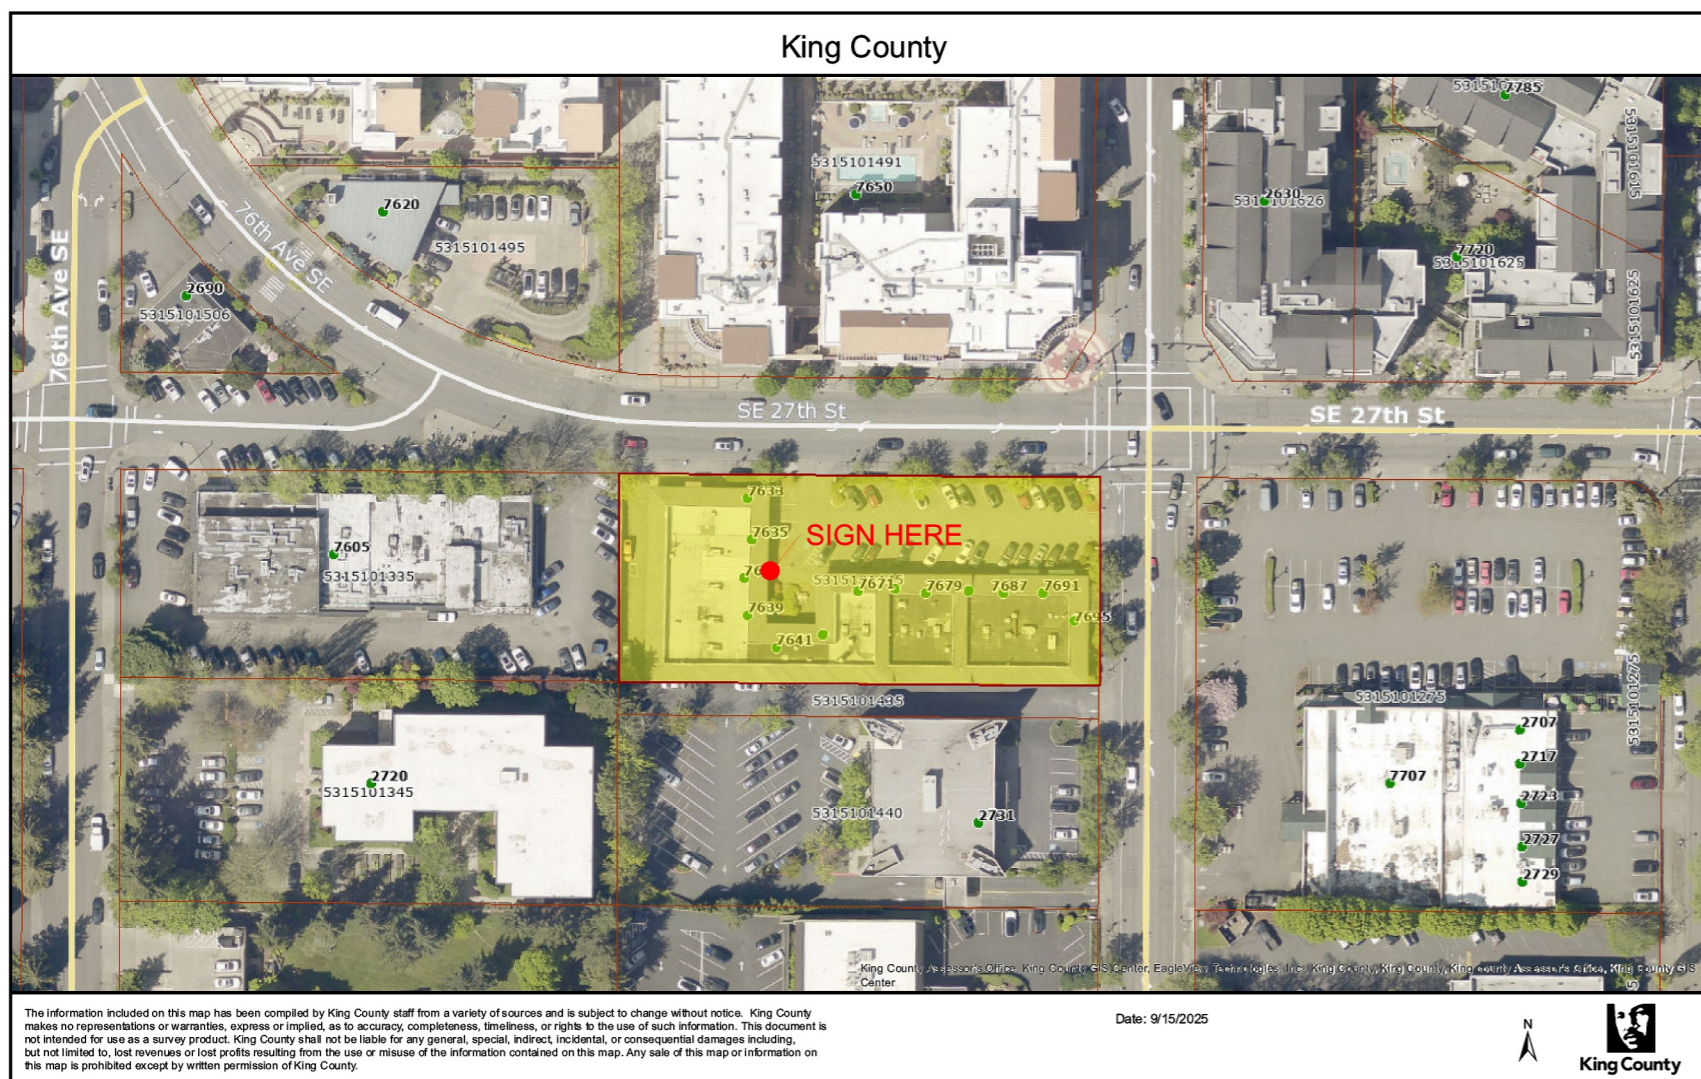 King County
7785
5315101615
5315101491
7650
2630
5315101626
7620
5315101495
76th Ave SE
7720
5315101625
5315101625
76th Ave SE
2690
5315101506
SE 27th St
SE 27th St
7633
7635
SIGN HERE
7605
5315101335
7671
7679
7687
7691
7639
7695
7641
5315101435
5315101275
5315101275
2707
2717
2720
5315101345
7707
2723
5315101440
2731
2727
2729
King County Assessor's Office, King County GIS Center, EagleView Technologies, Inc., King County, King County, King county Assessor's Office, King county GIS
Center
The information included on this map has been compiled by King County staff from a variety of sources and is subject to change without notice. King County
makes no representations or warranties, express or implied, as to accuracy, completeness, timeliness, or rights to the use of such information. This document is
not intended for use as a survey product. King County shall not be liable for any general, special, indirect, incidental, or consequential damages including,
but not limited to, lost revenues or lost profits resulting from the use or misuse of the information contained on this map. Any sale of this map or information on
this map is prohibited except by written permission of King County.
Date: 9/15/2025
N
King County